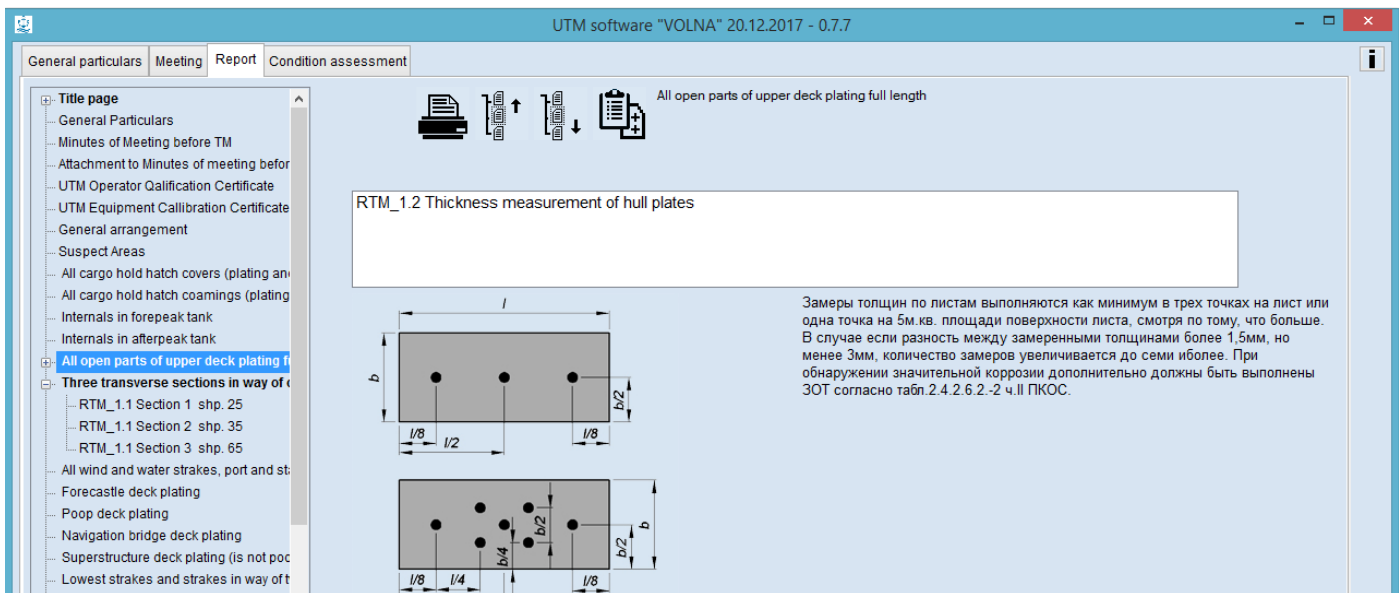 UTM software "VOLNA" 20.12.2017 - 0.7.7
General particulars
Meeting
Report
Condition assessment
Title page
General Particulars
Minutes of Meeting before TM
Attachment to Minutes of meeting befor
UTM Operator Qalification Certificate
UTM Equipment Callibration Certificate
General arrangement
Suspect Areas
All cargo hold hatch covers (plating an
All cargo hold hatch coamings (plating
Internals in forepeak tank
Internals in afterpeak tank
All open parts of upper deck plating f
Three transverse sections in way of
RTM_1.1 Section 1 shp. 25
RTM_1.1 Section 2 shp. 35
RTM_1.1 Section 3 shp. 65
All wind and water strakes, port and st
Forecastle deck plating
Poop deck plating
Navigation bridge deck plating
Superstructure deck plating (is not poo
Lowest strakes and strakes in way of t
All open parts of upper deck plating full length
RTM_1.2 Thickness measurement of hull plates
l
b
b/2
l/8
l/2
l/8
b/2
b/4
b/2
b
l/8
l/4
l/8
Замеры толщин по листам выполняются как минимум в трех точках на лист или
одна точка на 5м.кв. площади поверхности листа, смотря по тому, что больше.
В случае если разность между замеренными толщинами более 1,5мм, но
менее 3мм, количество замеров увеличивается до семи иболее. При
обнаружении значительной коррозии дополнительно должны быть выполнены
ЗОТ согласно табл.2.4.2.6.2.-2 ч.II ПКОС.